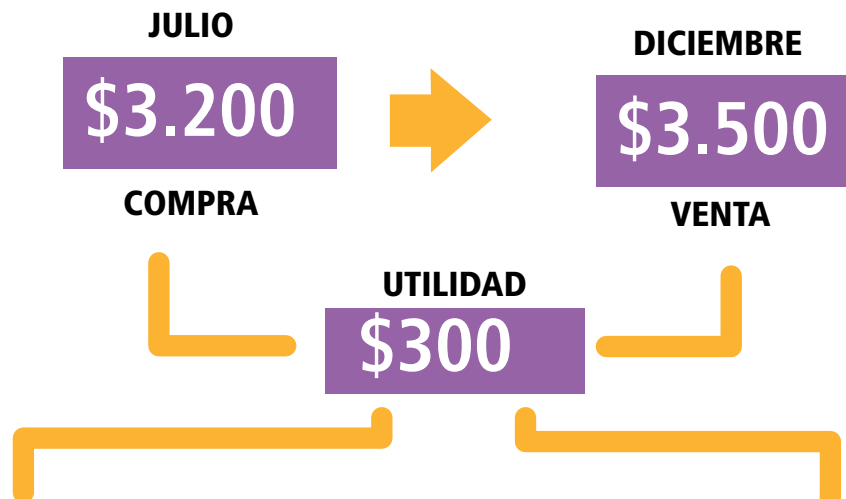 JULIO
$3.200
COMPRA
DICIEMBRE
$3.500
VENTA
UTILIDAD
$300